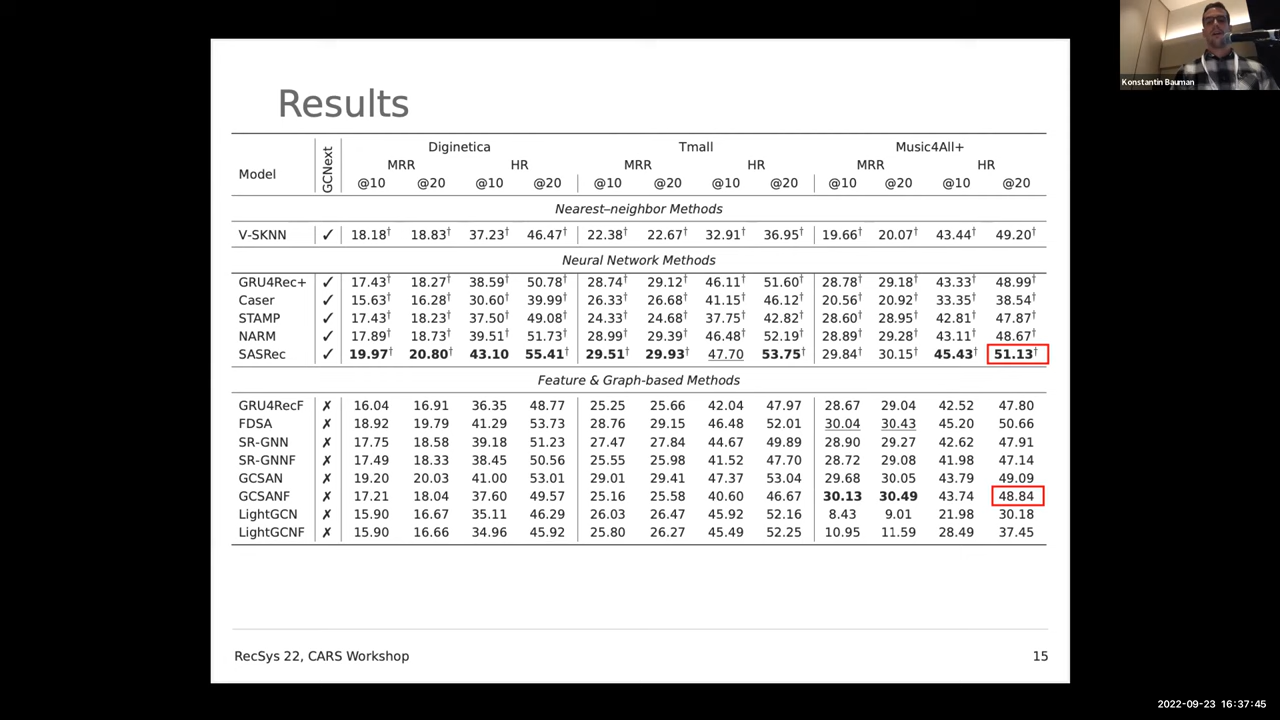 Konstantin Bauman
Results
Model GCNext Diginetica Tmall Music4All+
MRR HR MRR HR MRR HR
@10 @20 @10 @20 @10 @20 @10 @20 @10 @20 @10 @20
Nearest–neighbor Methods
V-SKNN ✓ 18.18† 18.83† 37.23† 46.47† 22.38† 22.67† 32.91† 36.95† 19.66† 20.07† 43.44† 49.20†
Neural Network Methods
GRU4Rec+ ✓ 17.43† 18.27† 38.59† 50.78† 28.74† 29.12† 46.11† 51.60† 28.78† 29.18† 43.33† 48.99†
Caser ✓ 15.63† 16.28† 30.60† 39.99† 26.33† 26.68† 41.15† 46.12† 20.56† 20.92† 33.35† 38.54†
STAMP ✓ 17.43† 18.23† 37.50† 49.08† 24.33† 24.68† 37.75† 42.82† 28.60† 28.95† 42.81† 47.87†
NARM ✓ 17.89† 18.73† 39.51† 51.73† 28.99† 29.39† 46.48† 52.19† 28.89† 29.28† 43.11† 48.67†
SASRec ✓ 19.97† 20.80† 43.10 55.41† 29.51† 29.93† 47.70 53.75† 29.84† 30.15† 45.43† 51.13†
Feature & Graph-based Methods
GRU4RecF ✗ 16.04 16.91 36.35 48.77 25.25 25.66 42.04 47.97 28.67 29.04 42.52 47.80
FDSA ✗ 18.92 19.79 41.29 53.73 28.76 29.15 46.48 52.01 30.04 30.43 45.20 50.66
SR-GNN ✗ 17.75 18.58 39.18 51.23 27.47 27.84 44.67 49.89 28.90 29.27 42.62 47.91
SR-GNNF ✗ 17.49 18.33 38.45 50.56 25.55 25.98 41.52 47.70 28.72 29.08 41.98 47.14
GCSAN ✗ 19.20 20.03 41.00 53.01 29.01 29.41 47.37 53.04 29.68 30.05 43.79 49.09
GCSANF ✗ 17.21 18.04 37.60 49.57 25.16 25.58 40.60 46.67 30.13 30.49 43.74 48.84
LightGCN ✗ 15.90 16.67 35.11 46.29 26.03 26.47 45.92 52.16 8.43 9.01 21.98 30.18
LightGCNF ✗ 15.90 16.66 34.96 45.92 25.80 26.27 45.49 52.25 10.95 11.59 28.49 37.45
RecSys 22, CARS Workshop 15
2022-09-23 16:37:45